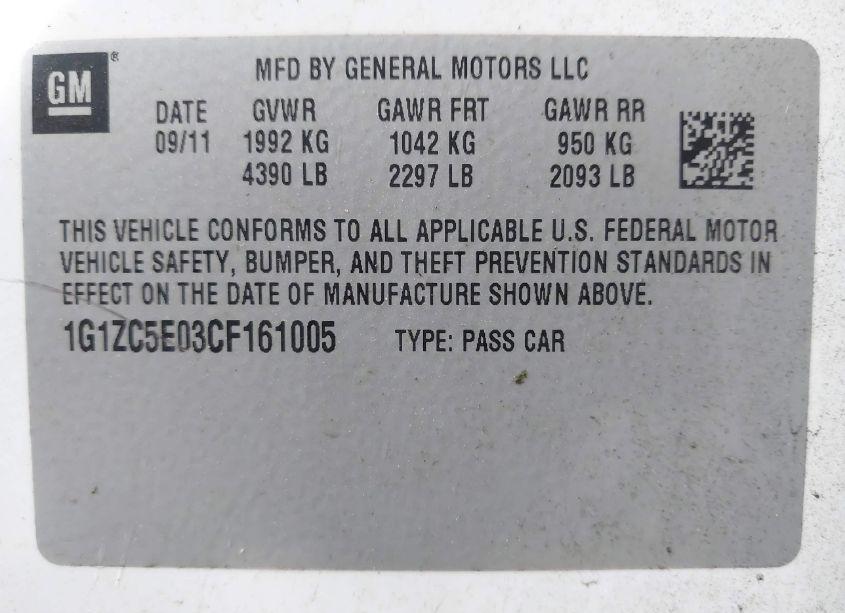 GM ®
MFD BY GENERAL MOTORS LLC
DATE GVWR GAWR FRT GAWR RR
09/11 1992 KG 1042 KG 950 KG
4390 LB 2297 LB 2093 LB
THIS VEHICLE CONFORMS TO ALL APPLICABLE U.S. FEDERAL MOTOR
VEHICLE SAFETY, BUMPER, AND THEFT PREVENTION STANDARDS IN
EFFECT ON THE DATE OF MANUFACTURE SHOWN ABOVE.
1G1ZC5E03CF161005 TYPE: PASS CAR